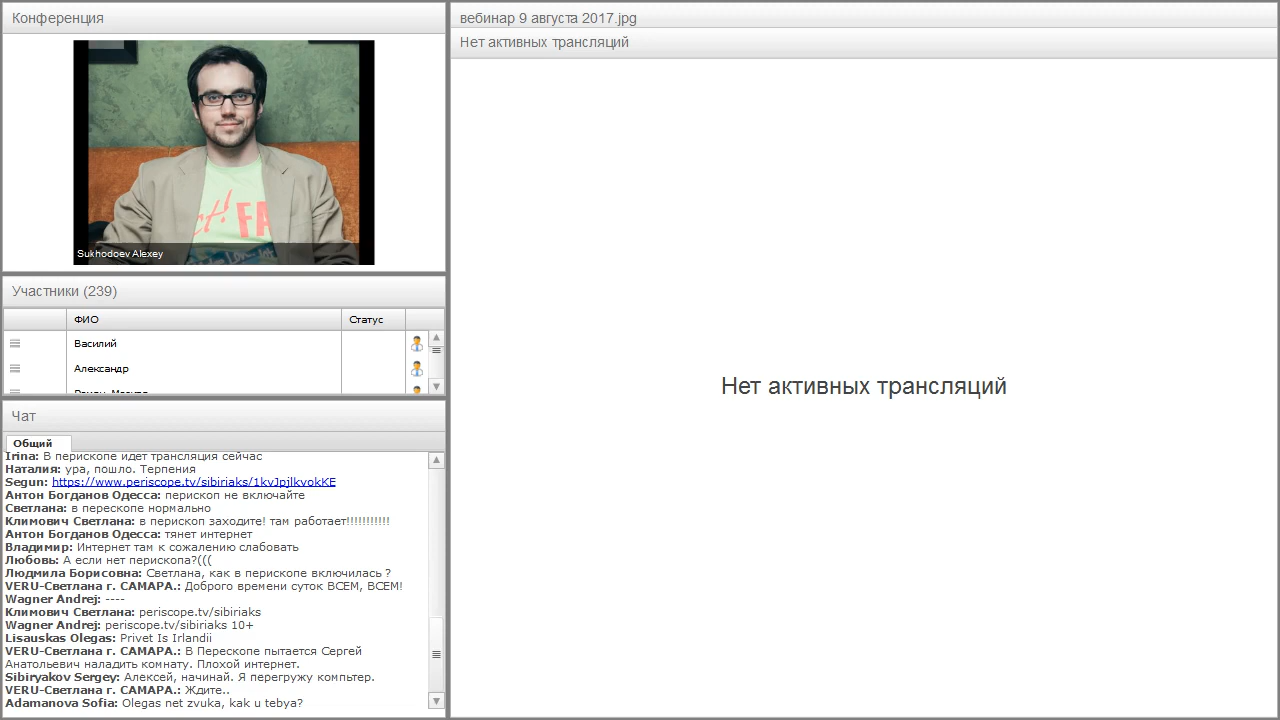 Конференция
Sukhodoev Alexey
Участники (239)
ФИО
Статус
Василий
Александр
Чат
Общий
Irina: В перископе идет трансляция сейчас
Наталия: ура, пошло. Терпения
Segun: https://www.periscope.tv/sibiriaks/1kvJpjlkvokKE
Антон Богданов Одесса: перископ не включайте
Светлана: в перескопе нормально
Климович Светлана: в перископ заходите! там работает!!!!!!!!!!!
Антон Богданов Одесса: тянет интернет
Владимир: Интернет там к сожалению слабовать
Любовь: А если нет перископа?(((
Людмила Борисовна: Светлана, как в перископе включилась ?
VERU-Светлана г. САМАРА.: Доброго времени суток ВСЕМ, ВСЕМ!
Wagner Andrej: ----
Климович Светлана: periscope.tv/sibiriaks
Wagner Andrej: periscope.tv/sibiriaks 10+
Lisauskas Olegas: Privet Is Irlandii
VERU-Светлана г. САМАРА.: В Перескопе пытается Сергей
Анатольевич наладить комнату. Плохой интернет.
Sibiryakov Sergey: Алексей, начинай. Я перегружу компьтер.
VERU-Светлана г. САМАРА.: Ждите..
Adamanova Sofia: Olegas net zvuka, kak u tebya?
вебинар 9 августа 2017.jpg
Нет активных трансляций
Нет активных трансляций